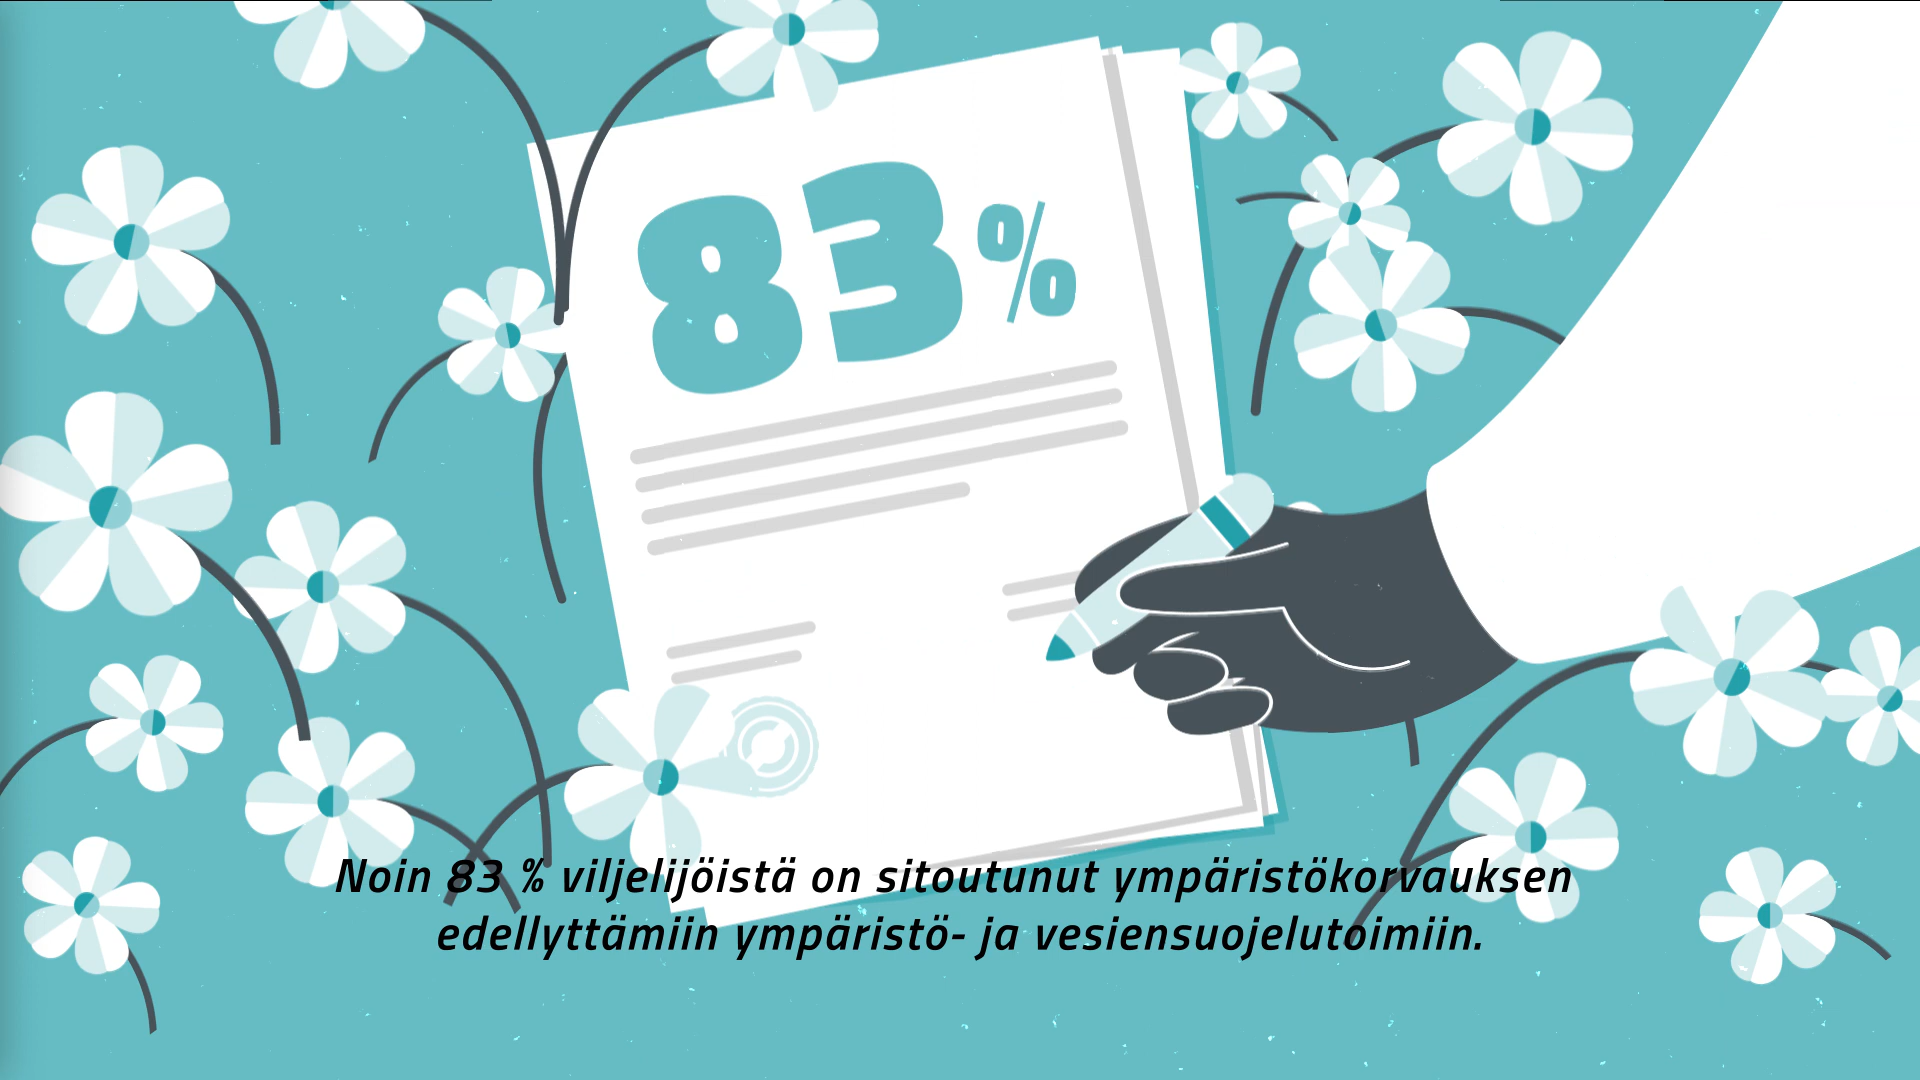 83%
Noin 83 % viljelijöistä on sitoutunut ympäristökorvauksen
edellyttämiin ympäristö- ja vesiensuojelutoimiin.